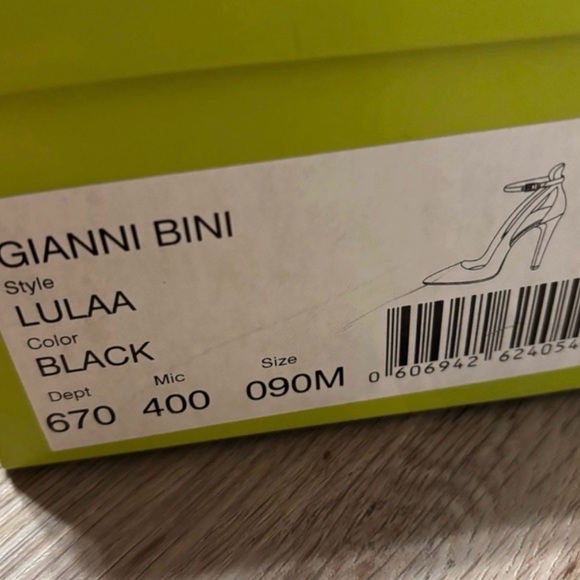 GIANNI BINI
Style
LULAA
Color
BLACK
Dept Mic Size
670 400 090M
0 606942 624054